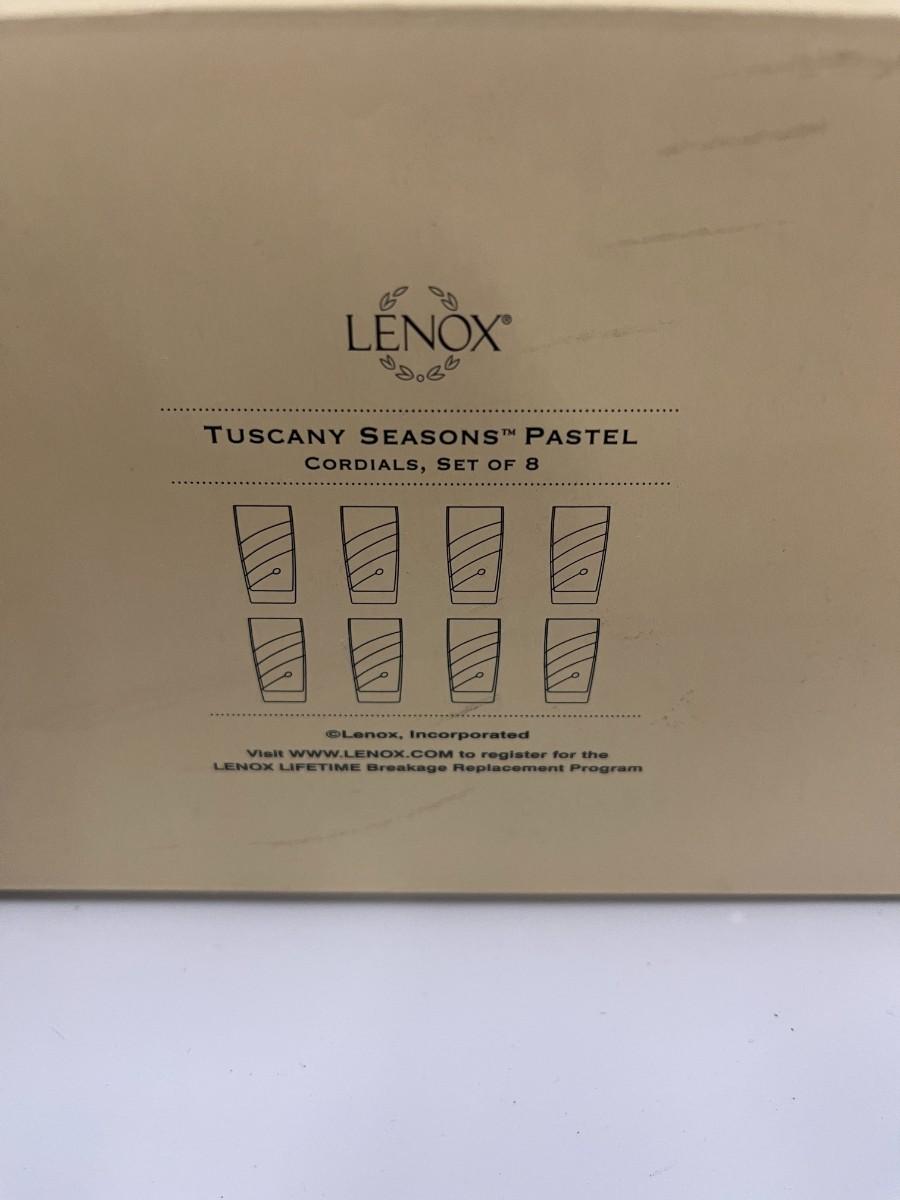 LENOX®
TUSCANY SEASONS™ PASTEL
CORDIALS, SET OF 8
©Lenox, Incorporated
Visit WWW.LENOX.COM to register for the
LENOX LIFETIME Breakage Replacement Program